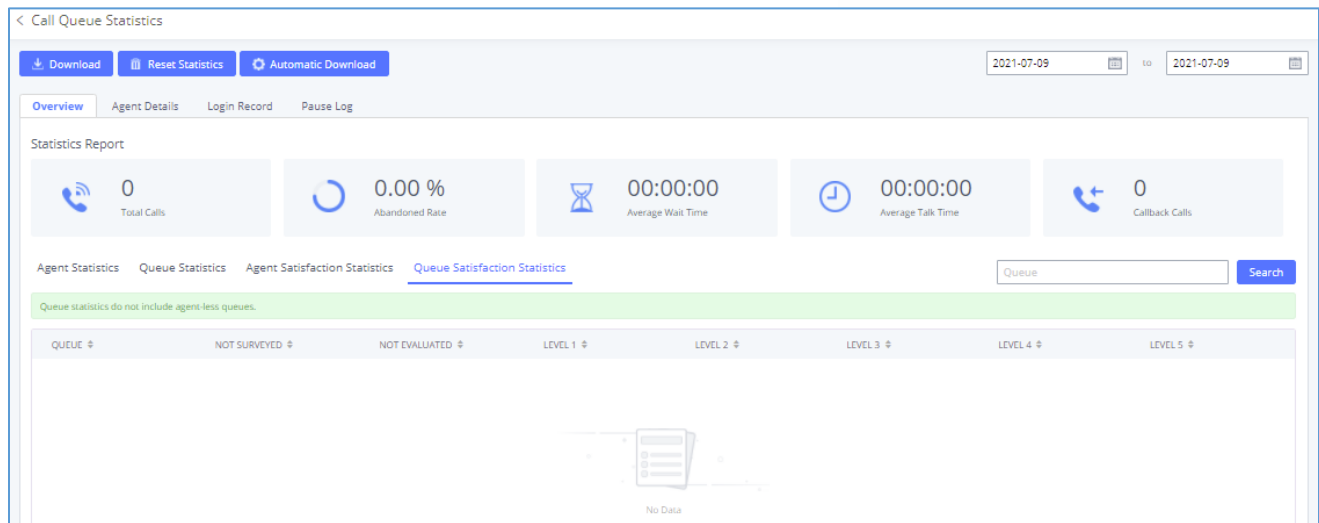 < Call Queue Statistics
Download Reset Statistics Automatic Download 2021-07-09 to 2021-07-09
Overview Agent Details Login Record Pause Log
Statistics Report
0 0.00 % 00:00:00 00:00:00 0
Total Calls Abandoned Rate Average Wait Time Average Talk Time Callback Calls
Agent Statistics Queue Statistics Agent Satisfaction Statistics Queue Satisfaction Statistics Queue Search
Queue statistics do not include agent-less queues.
QUEUE NOT SURVEYED NOT EVALUATED LEVEL 1 LEVEL 2 LEVEL 3 LEVEL 4 LEVEL 5
No Data